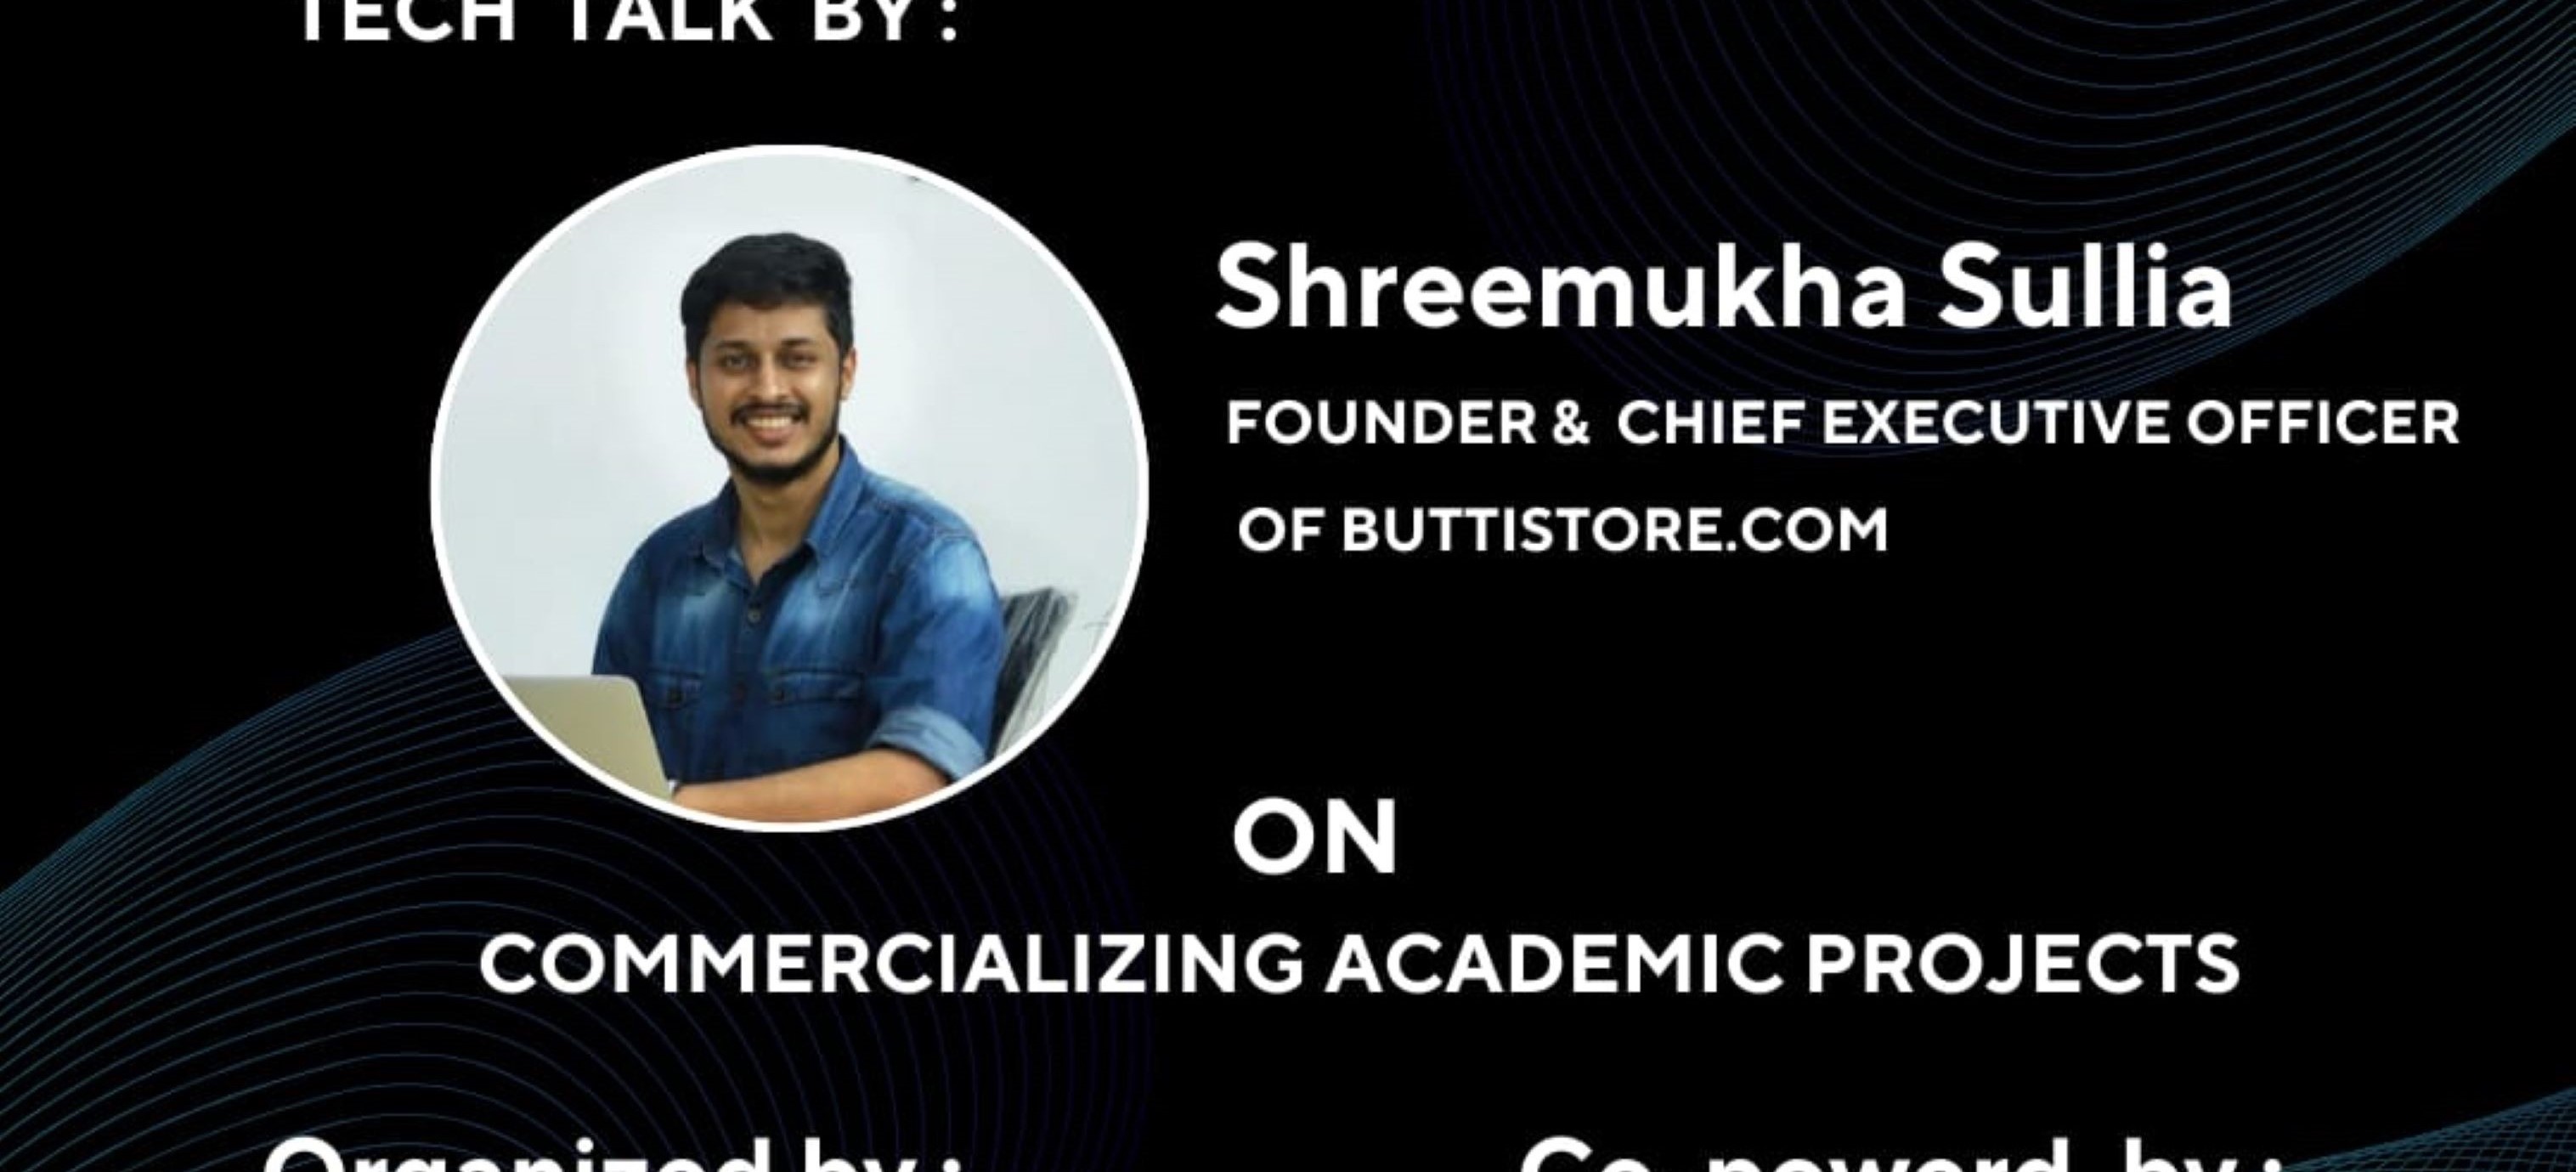 TECH TALK BY :
Shreemukha Sullia
FOUNDER & CHIEF EXECUTIVE OFFICER
OF BUTTISTORE.COM
ON
COMMERCIALIZING ACADEMIC PROJECTS
Organized by :
Co powerd by :